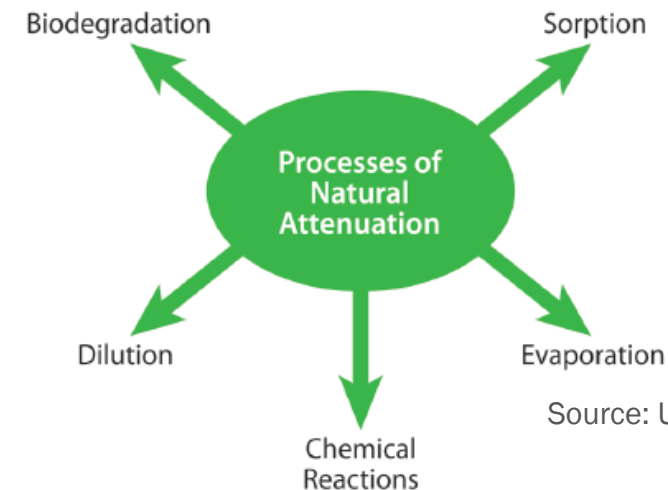 Biodegradation
Sorption
Processes of
Natural
Attenuation
Dilution
Evaporation
Source:
Chemical
Reactions